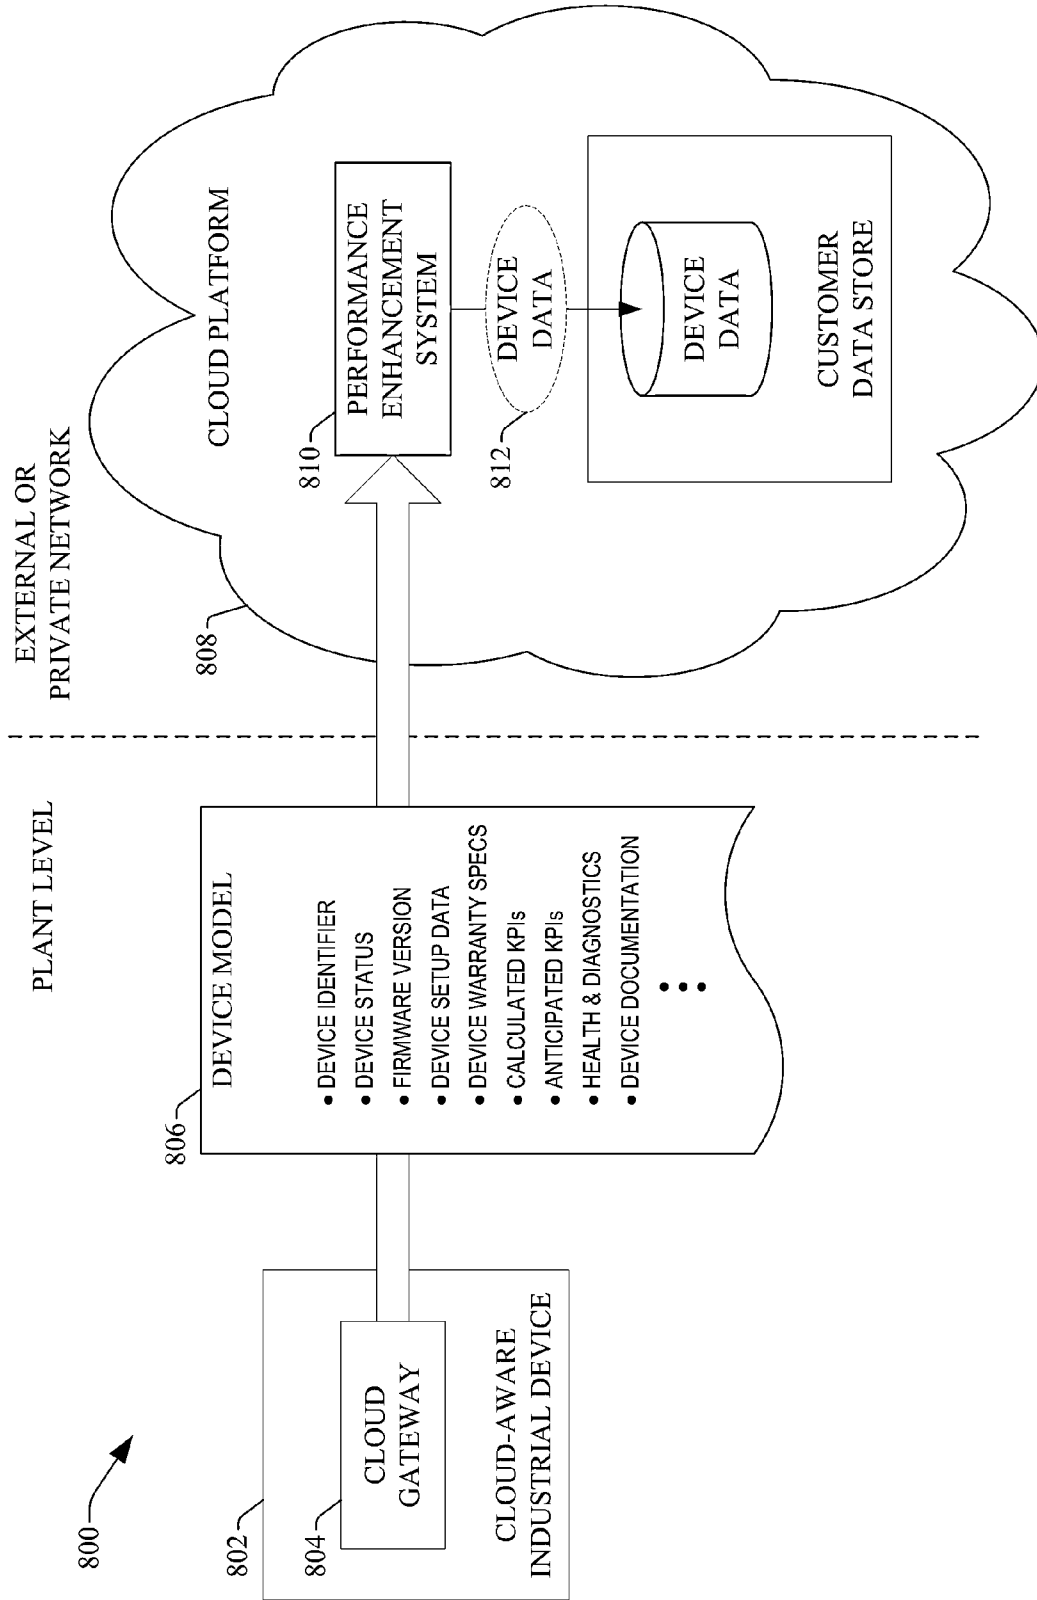 800
PLANT LEVEL
EXTERNAL OR
PRIVATE NETWORK
802
804
CLOUD
GATEWAY
CLOUD-AWARE
INDUSTRIAL DEVICE
806
DEVICE MODEL
• DEVICE IDENTIFIER
• DEVICE STATUS
• FIRMWARE VERSION
• DEVICE SETUP DATA
• DEVICE WARRANTY SPECS
• CALCULATED KPIs
• ANTICIPATED KPIs
• HEALTH & DIAGNOSTICS
• DEVICE DOCUMENTATION
808
CLOUD PLATFORM
810
PERFORMANCE
ENHANCEMENT
SYSTEM
812
DEVICE
DATA
DEVICE
DATA
CUSTOMER
DATA STORE